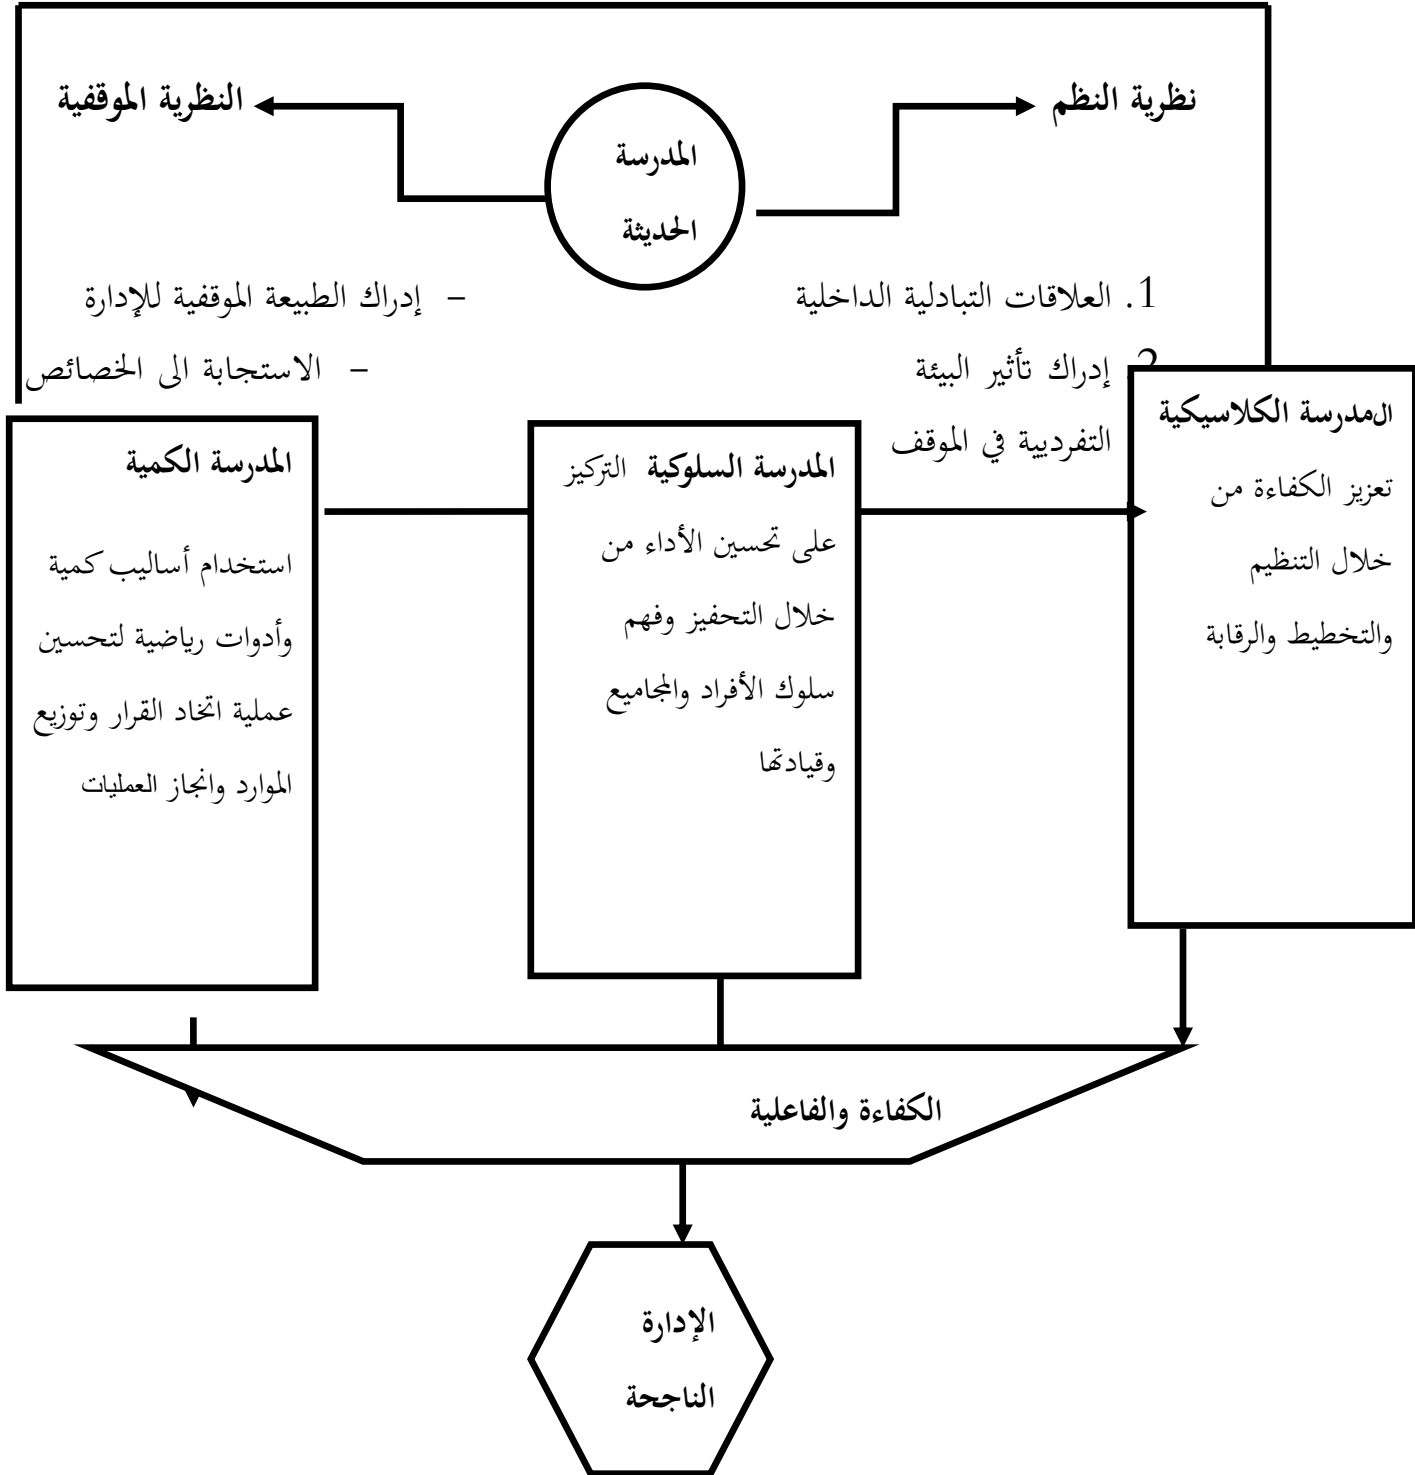 نظرية النظم
النظرية الموقفية
المدرسة
الحديثة
1. العلاقات التبادلية الداخلية
- إدراك الطبيعة الموقفية للإدارة
2. إدراك تأثير البيئة
- الاستجابة الى الخصائص
التفرديية في الموقف
المدرسة الكلاسيكية
تعزيز الكفاءة من
خلال التنظيم
والتخطيط والرقابة
المدرسة السلوكية التركيز
على تحسين الأداء من
خلال التحفيز وفهم
سلوك الأفراد والمجاميع
وقيادتها
المدرسة الكمية
استخدام أساليب كمية
وأدوات رياضية لتحسين
عملية اتخاد القرار وتوزيع
الموارد وانجاز العمليات
الكفاءة والفاعلية
الإدارة
الناجحة